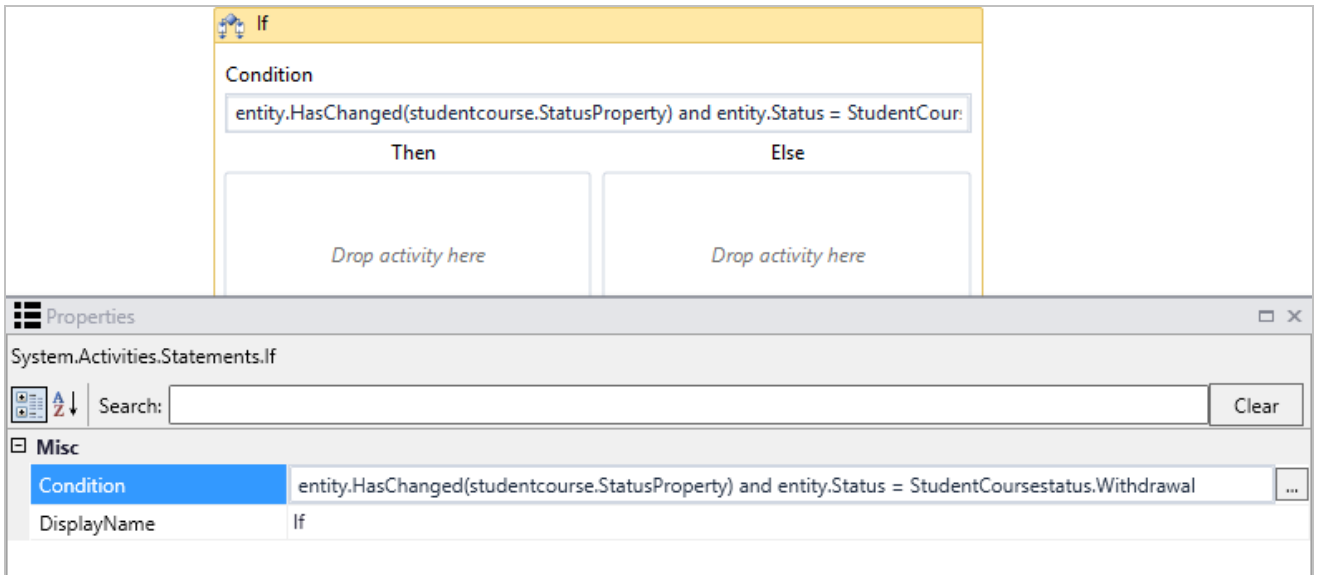 If
Condition
entity.HasChanged(studentcourse.StatusProperty) and entity.Status = StudentCour
Then Else
Drop activity here Drop activity here
Properties
System.Activities.Statements.If
A Z Search: Clear
Misc
Condition entity.HasChanged(studentcourse.StatusProperty) and entity.Status = StudentCoursestatus.Withdrawal ...
DisplayName If